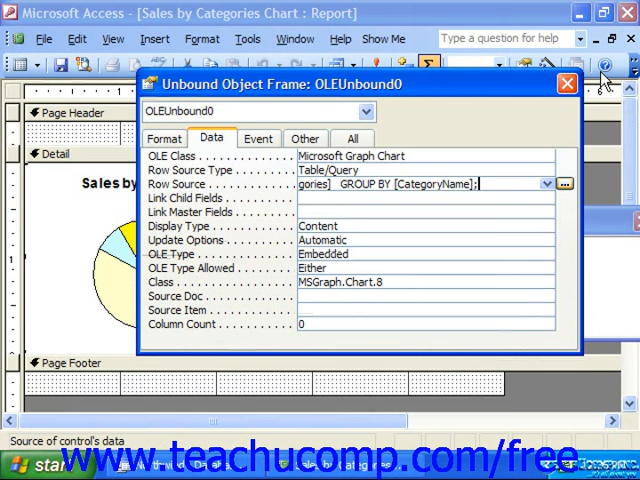 Microsoft Access - [Sales by Categories Chart : Report]
File Edit View Insert Format Tools Window Help Show Me Type a question for help
Page Header
Unbound Object Frame: OLEUnbound0
OLEUnbound0
Format Data Event Other All
Detail
Sales by
OLE Class Microsoft Graph Chart
Row Source Type Table/Query
Row Source gories] GROUP BY [CategoryName];
Link Child Fields
Link Master Fields
Display Type Content
Update Options Automatic
OLE Type Embedded
OLE Type Allowed Either
Class MSGraph.Chart.8
Source Doc
Source Item
Column Count 0
Page Footer
Source of control's data
start
www.teachucomp.com/free